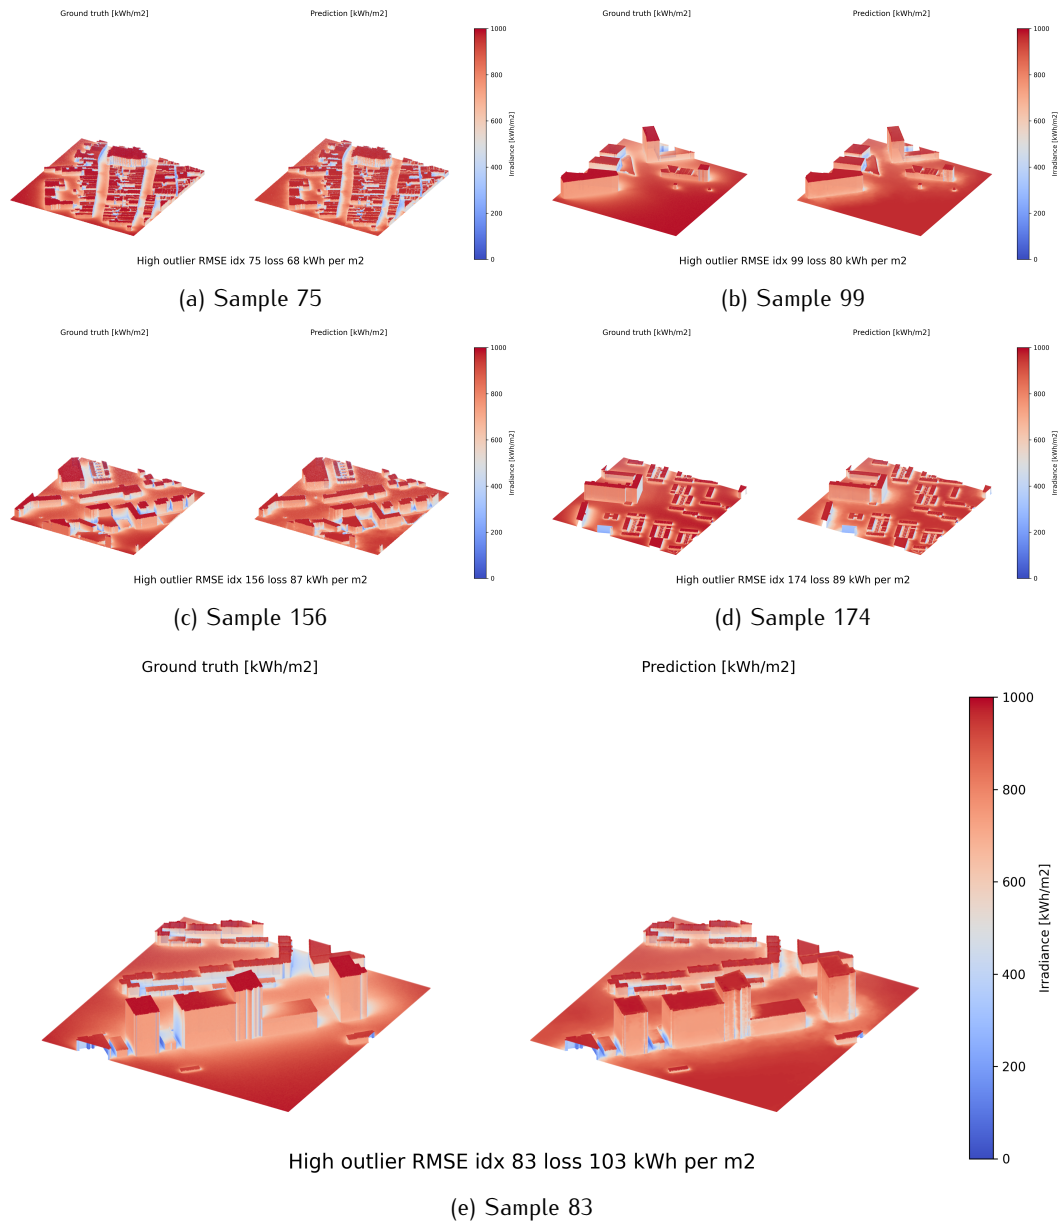 Ground truth [kWh/m2]
Prediction [kWh/m2]
1000
800
600
400
200
0
Irradiance [kWh/m2]
High outlier RMSE idx 75 loss 68 kWh per m2
(a) Sample 75
Ground truth [kWh/m2]
Prediction [kWh/m2]
1000
800
600
400
200
0
Irradiance [kWh/m2]
High outlier RMSE idx 99 loss 80 kWh per m2
(b) Sample 99
Ground truth [kWh/m2]
Prediction [kWh/m2]
1000
800
600
400
200
0
Irradiance [kWh/m2]
High outlier RMSE idx 156 loss 87 kWh per m2
(c) Sample 156
Ground truth [kWh/m2]
Prediction [kWh/m2]
1000
800
600
400
200
0
Irradiance [kWh/m2]
High outlier RMSE idx 174 loss 89 kWh per m2
(d) Sample 174
Ground truth [kWh/m2]
Prediction [kWh/m2]
1000
800
600
400
200
0
Irradiance [kWh/m2]
High outlier RMSE idx 83 loss 103 kWh per m2
(e) Sample 83